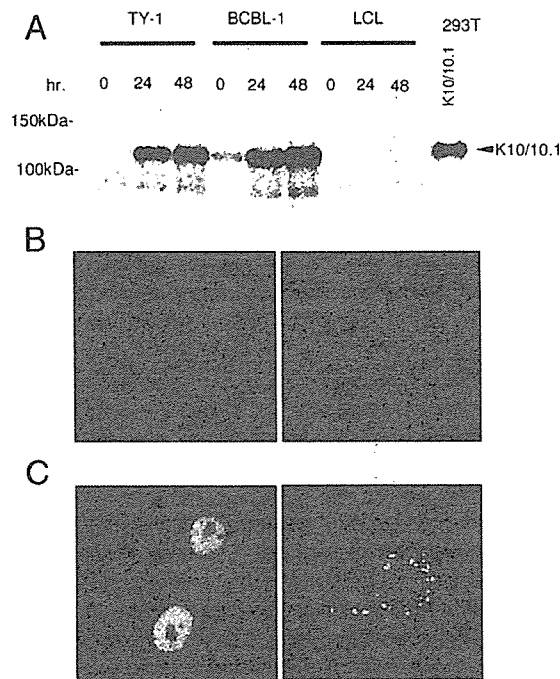 A
TY-1 BCBL-1 LCL 293T
hr. 0 24 48 0 24 48 0 24 48 K10/10.1
150kDa-
K10/10.1
100kDa-
B
C